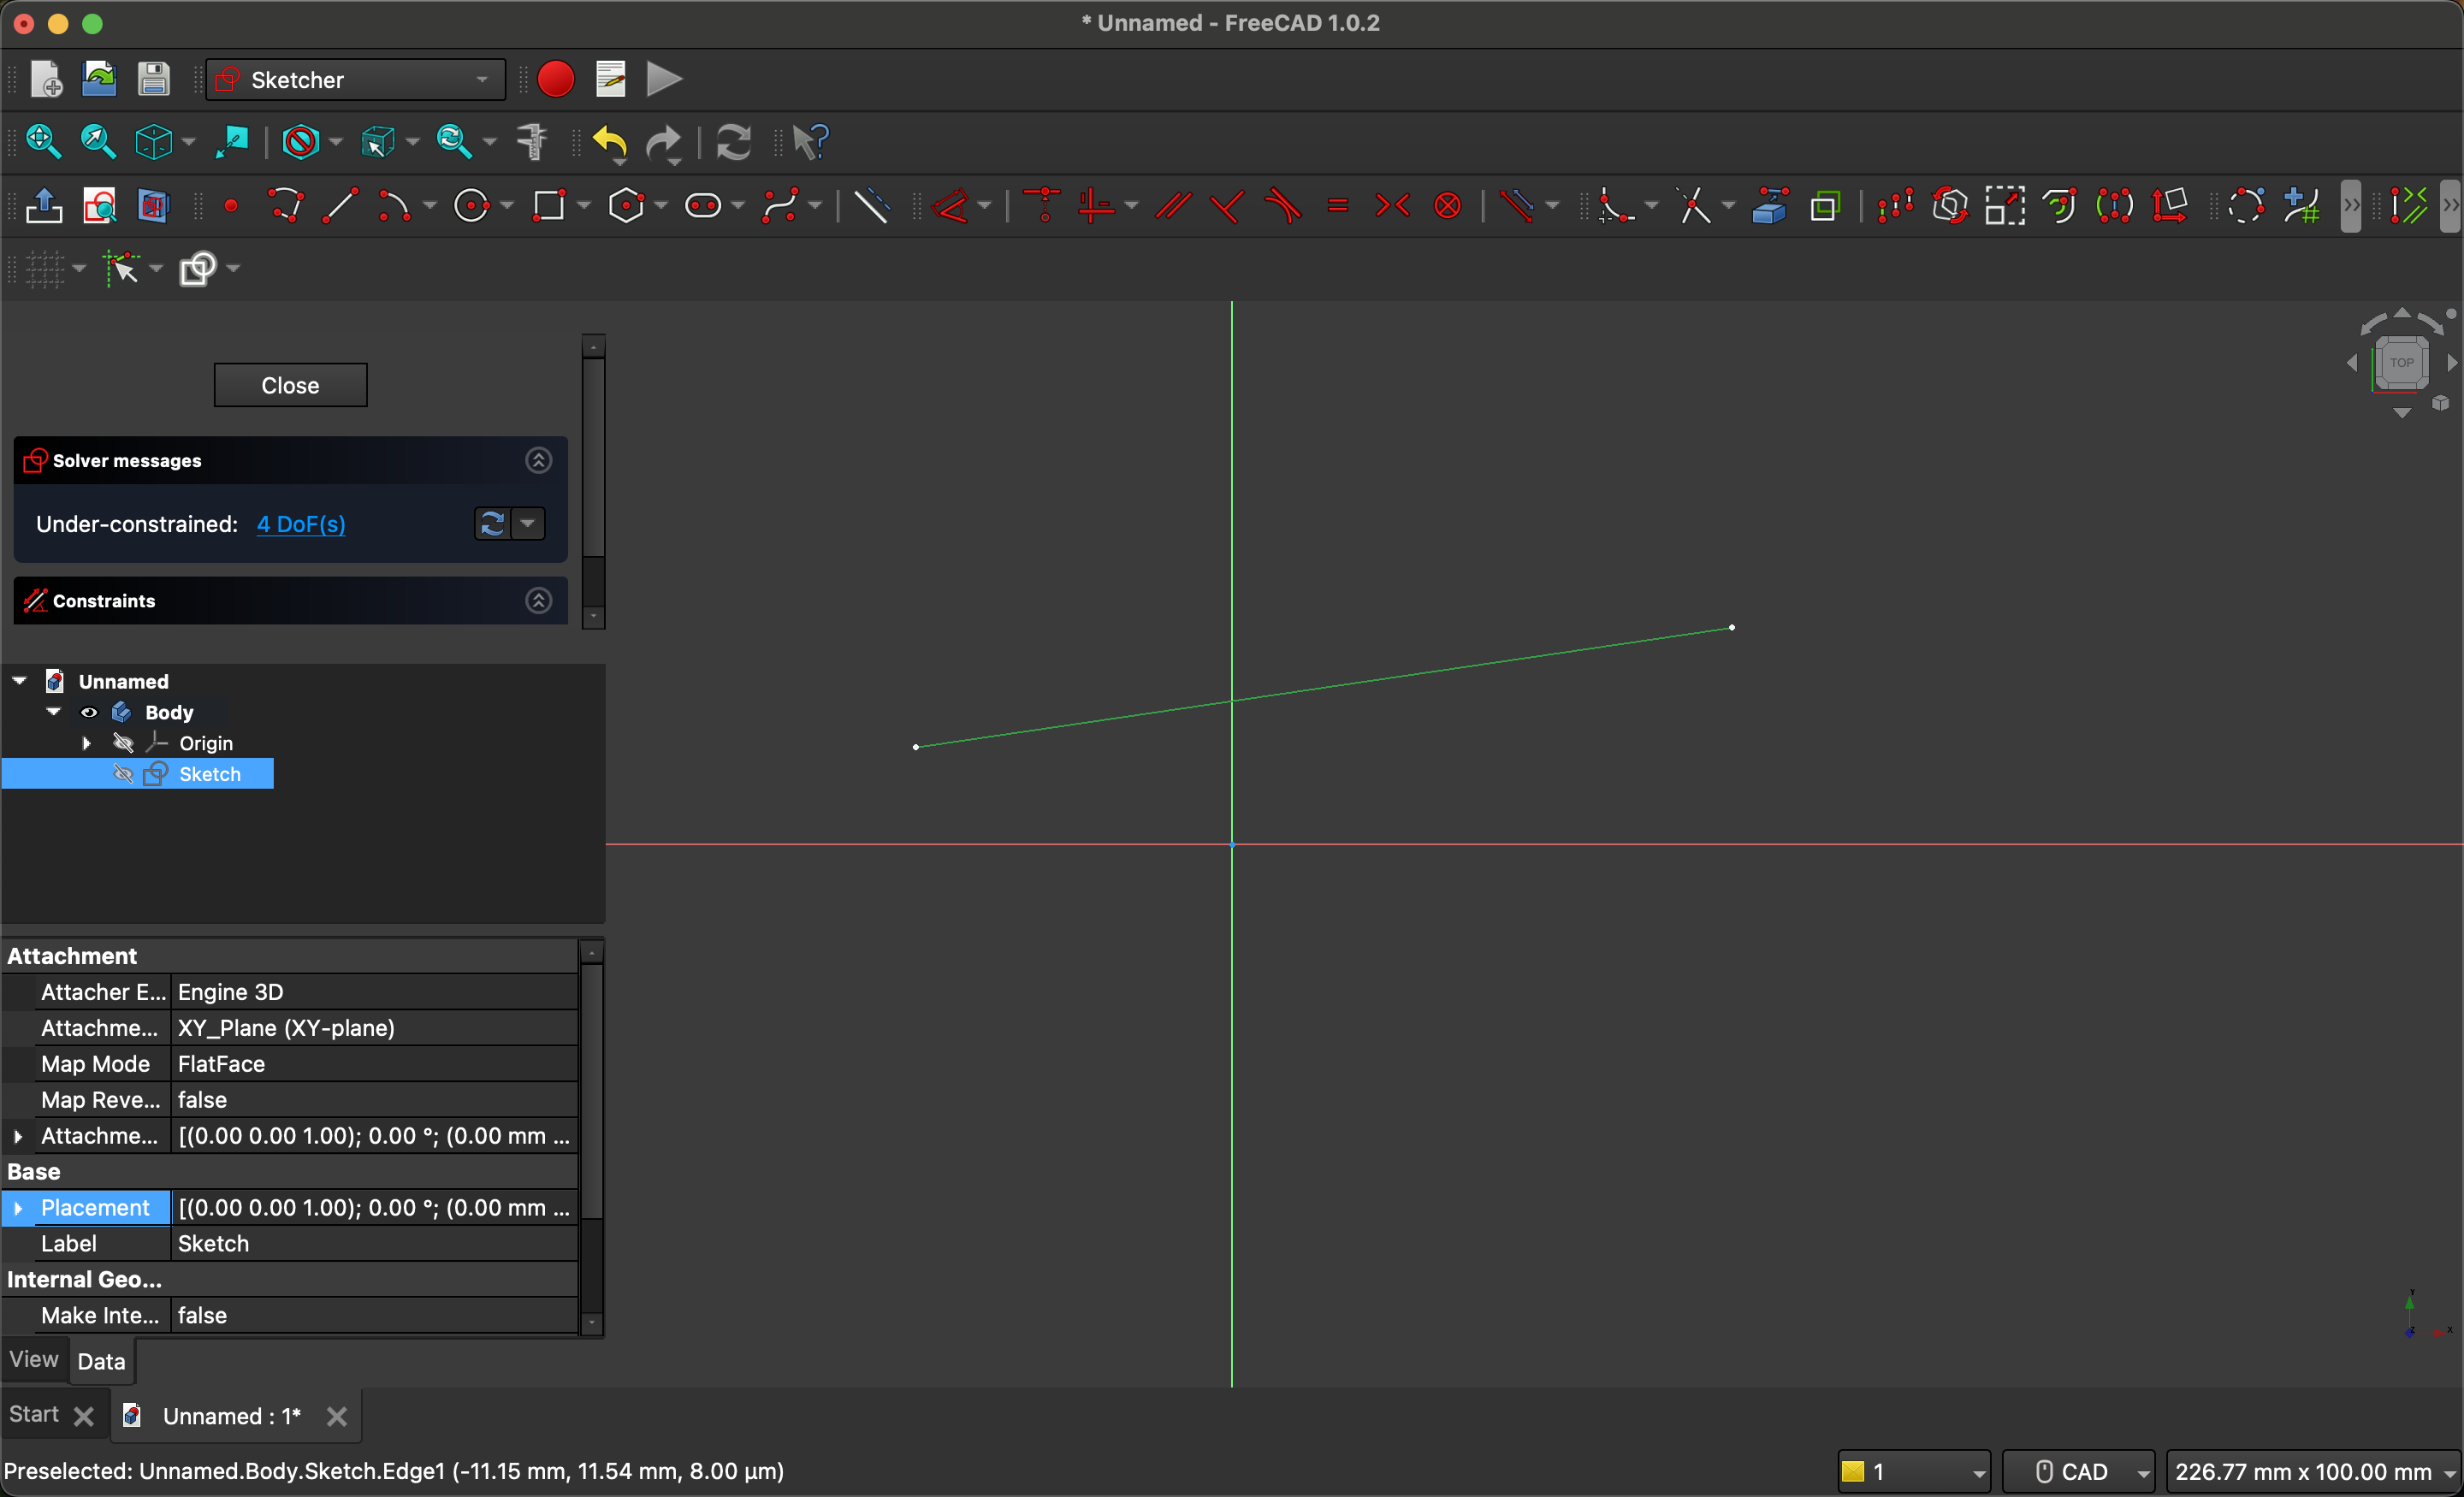 * Unnamed - FreeCAD 1.0.2
Sketcher
Close
TOP
Solver messages
Under-constrained: 4 DoF(s)
Constraints
Unnamed
Body
Origin
Sketch
Attachment
Attacher E... Engine 3D
Attachme... XY_Plane (XY-plane)
Map Mode FlatFace
Map Reve... false
Attachme... [(0.00 0.00 1.00); 0.00 °; (0.00 mm ...
Base
Placement [(0.00 0.00 1.00); 0.00 °; (0.00 mm ...
Label Sketch
Internal Geo...
Make Inte... false
Y
Z X
View Data
Start Unnamed : 1*
Preselected: Unnamed.Body.Sketch.Edge1 (-11.15 mm, 11.54 mm, 8.00 μm) 1 CAD 226.77 mm x 100.00 mm